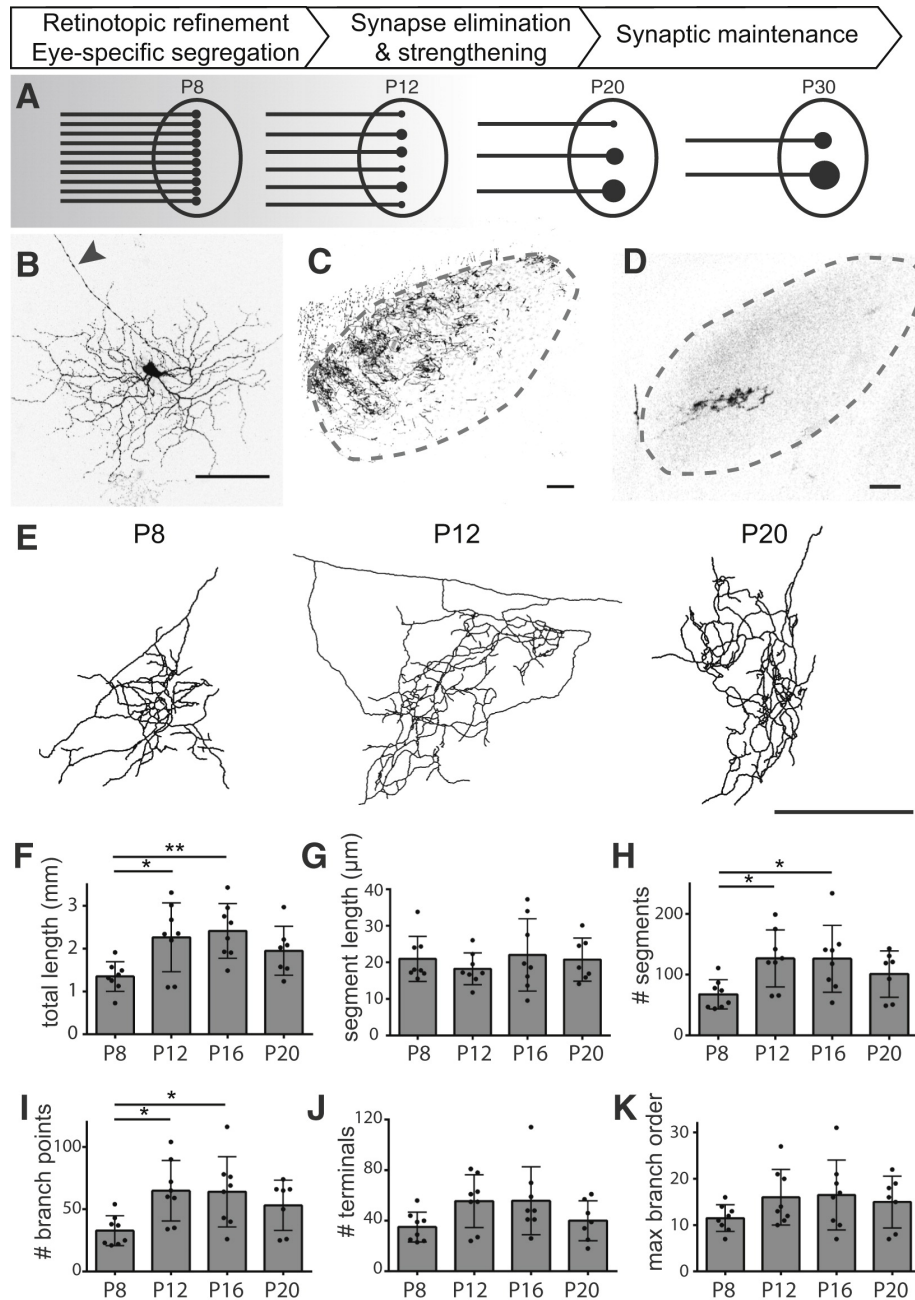 Retinotopic refinement
Eye-specific segregation
Synapse elimination
& strengthening
Synaptic maintenance
A
P8
P12
P20
P30
B
C
D
E
P8
P12
P20
F
total length (mm)
3
2
1
0
*
**
P8 P12 P16 P20
G
segment length (µm)
40
30
20
10
0
P8 P12 P16 P20
H
# segments
200
100
0
*
*
P8 P12 P16 P20
I
# branch points
100
50
0
*
*
P8 P12 P16 P20
J
# terminals
120
80
40
0
P8 P12 P16 P20
K
max branch order
30
20
10
0
P8 P12 P16 P20